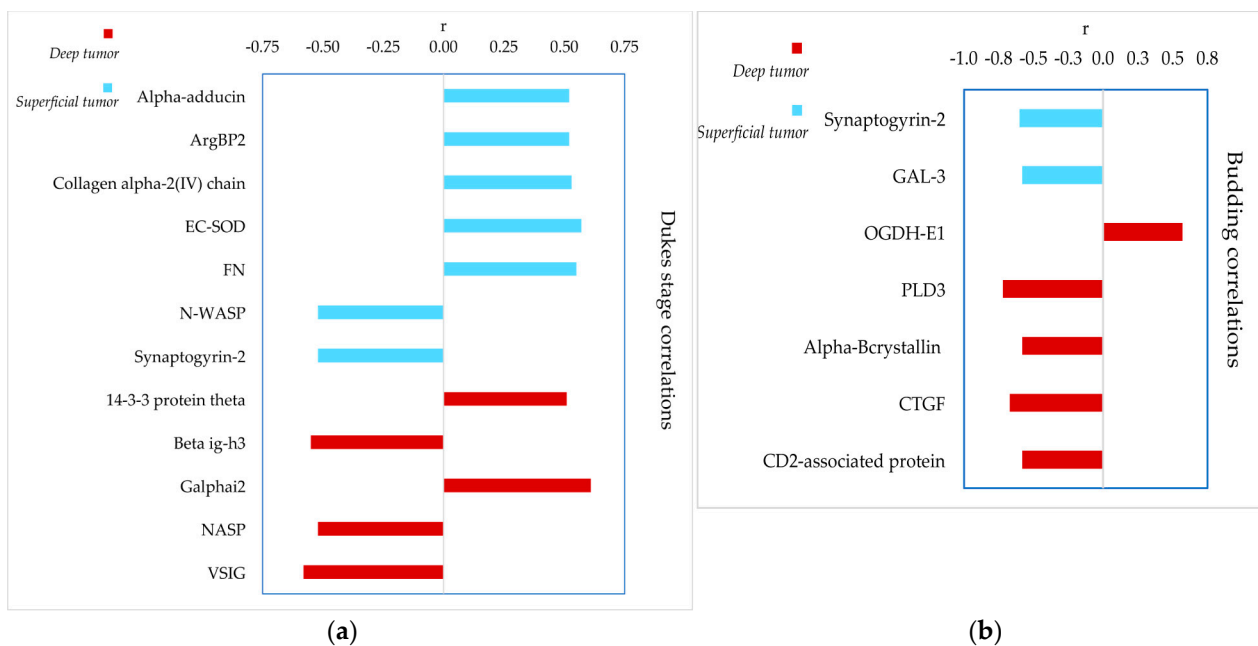 r
Deep tumor
-0.75 -0.50 -0.25 0.00 0.25 0.50 0.75
Superficial tumor
Alpha-adducin
ArgBP2
Collagen alpha-2(IV) chain
EC-SOD
FN
N-WASP
Synaptogyrin-2
14-3-3 protein theta
Beta ig-h3
Galphai2
NASP
VSIG
Dukes stage correlations
(a)
r
Deep tumor
-1.0 -0.8 -0.5 -0.3 0.0 0.3 0.5 0.8
Superficial tumor
Synaptogyrin-2
GAL-3
OGDH-E1
PLD3
Alpha-Bcrystallin
CTGF
CD2-associated protein
Budding correlations
(b)